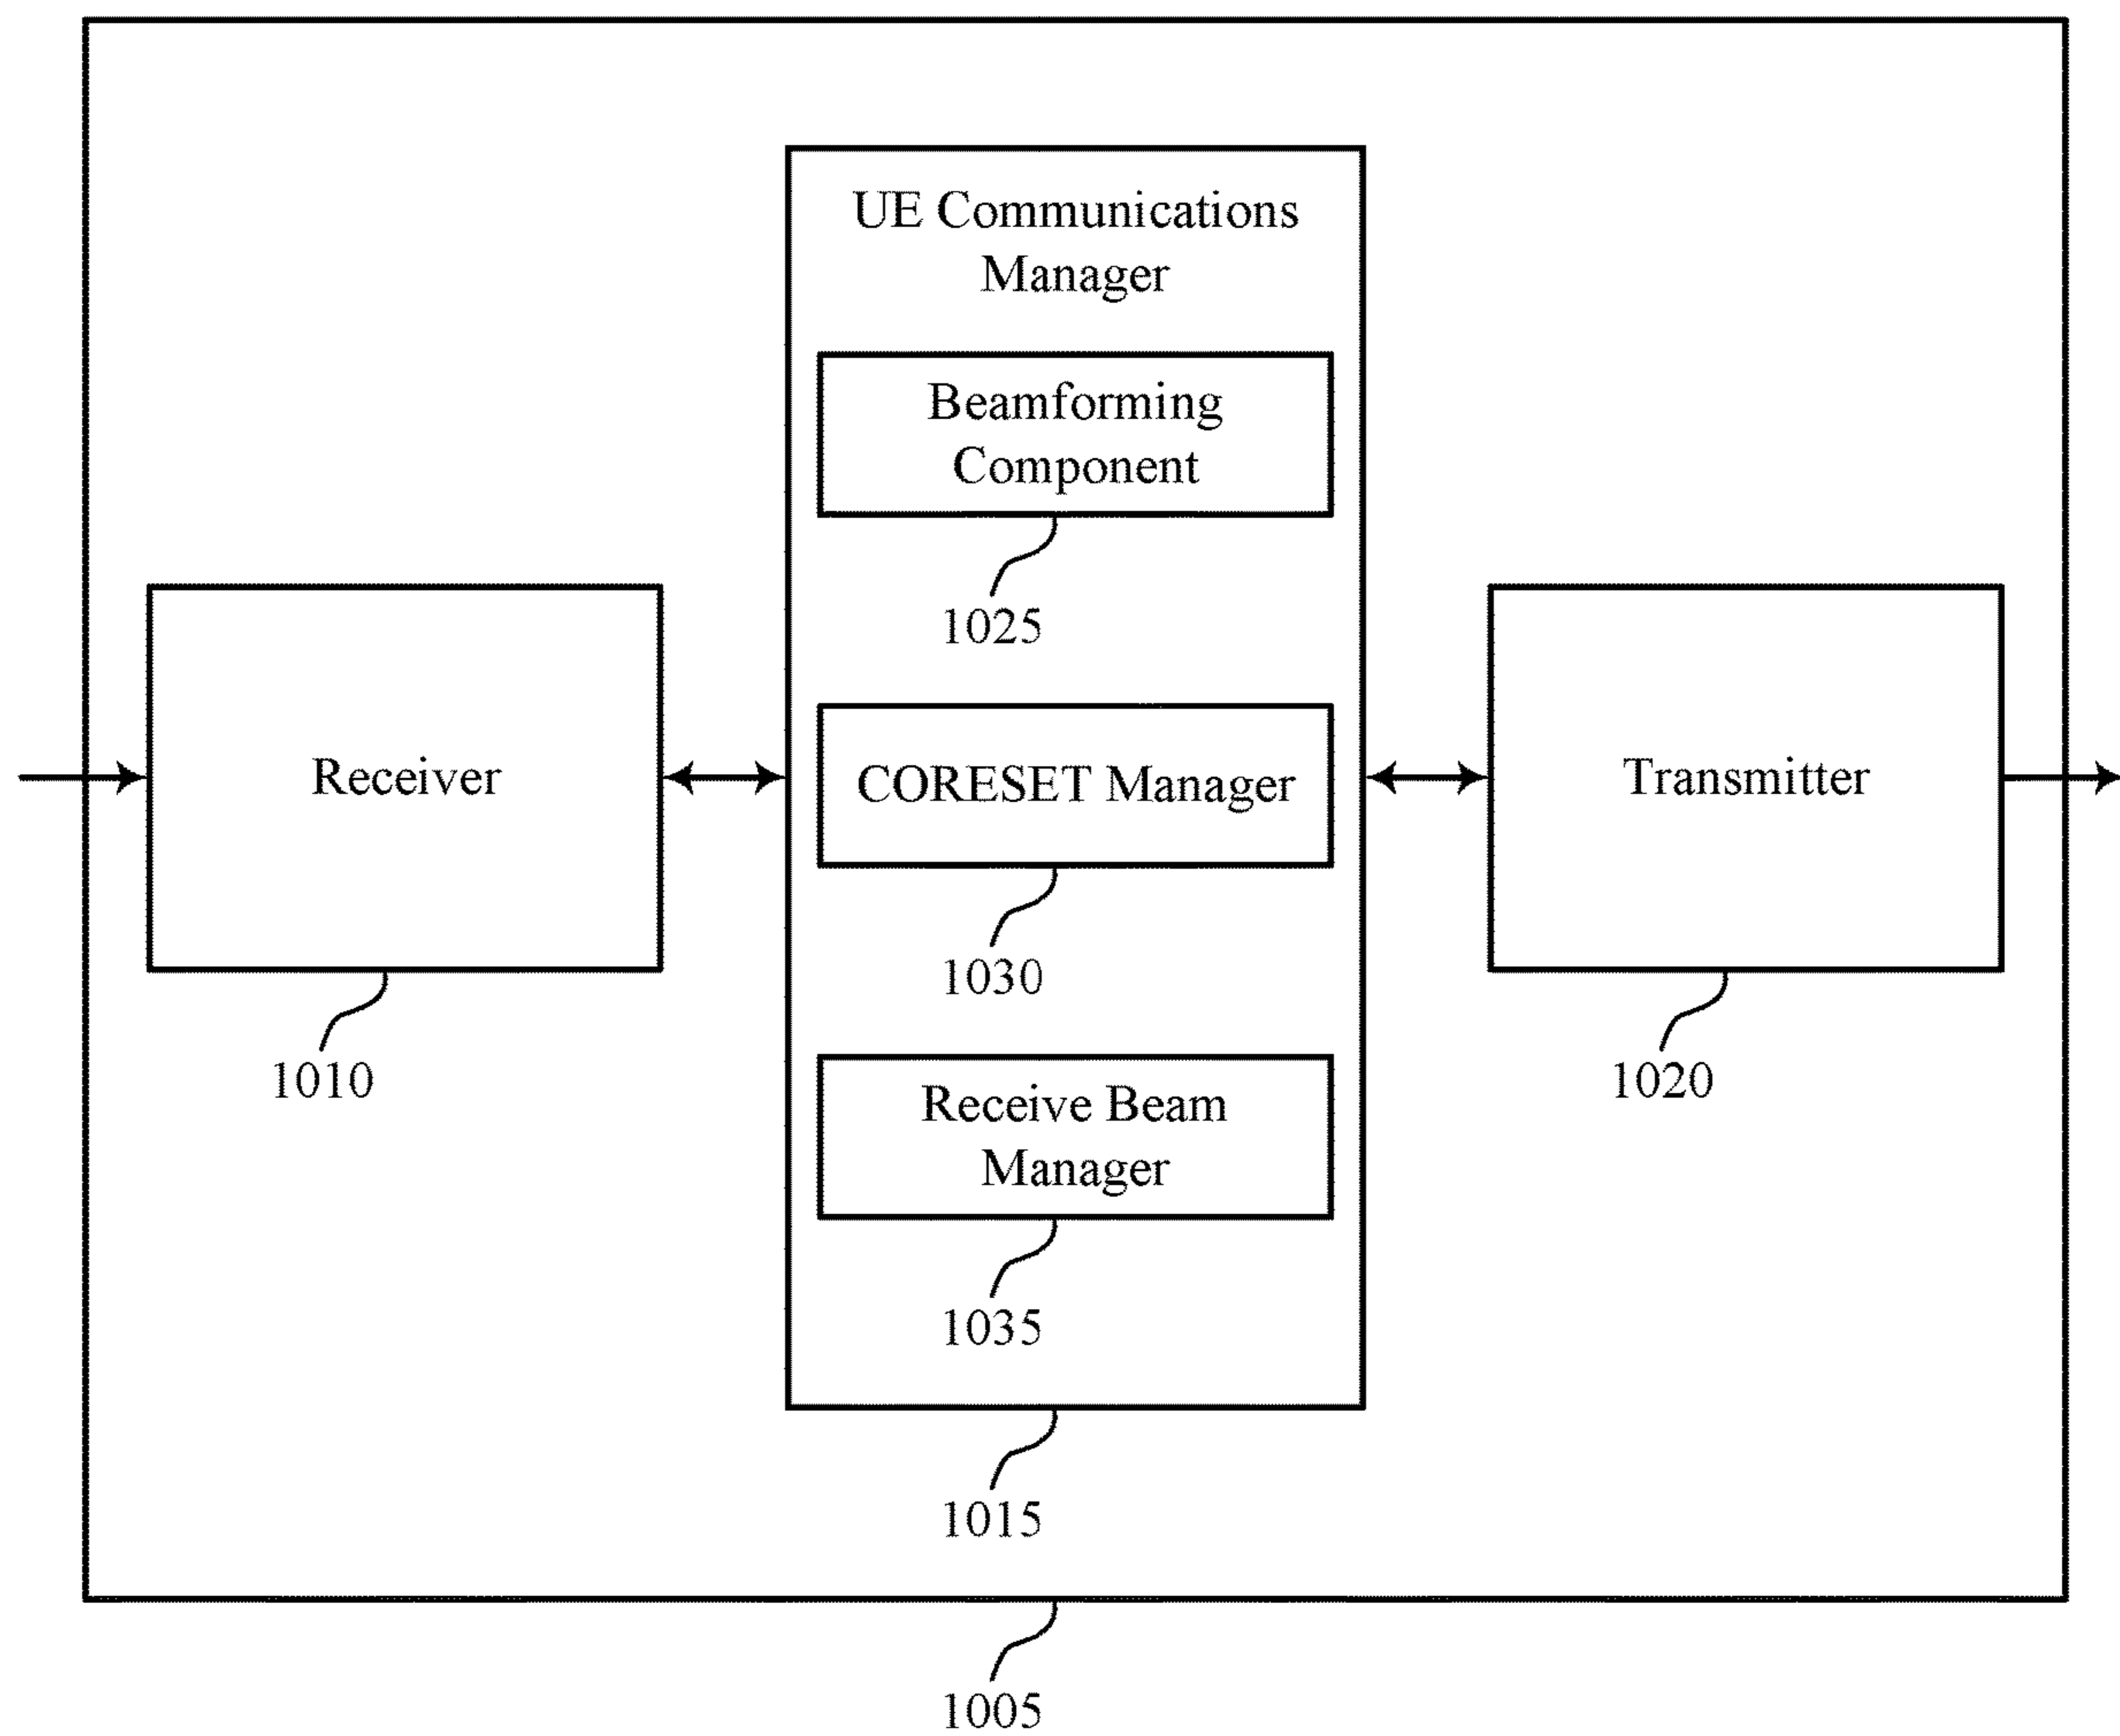 UE Communications
Manager
Beamforming
Component
1025
Receiver
1010
CORESET Manager
1030
Transmitter
1020
Receive Beam
Manager
1035
1015
1005